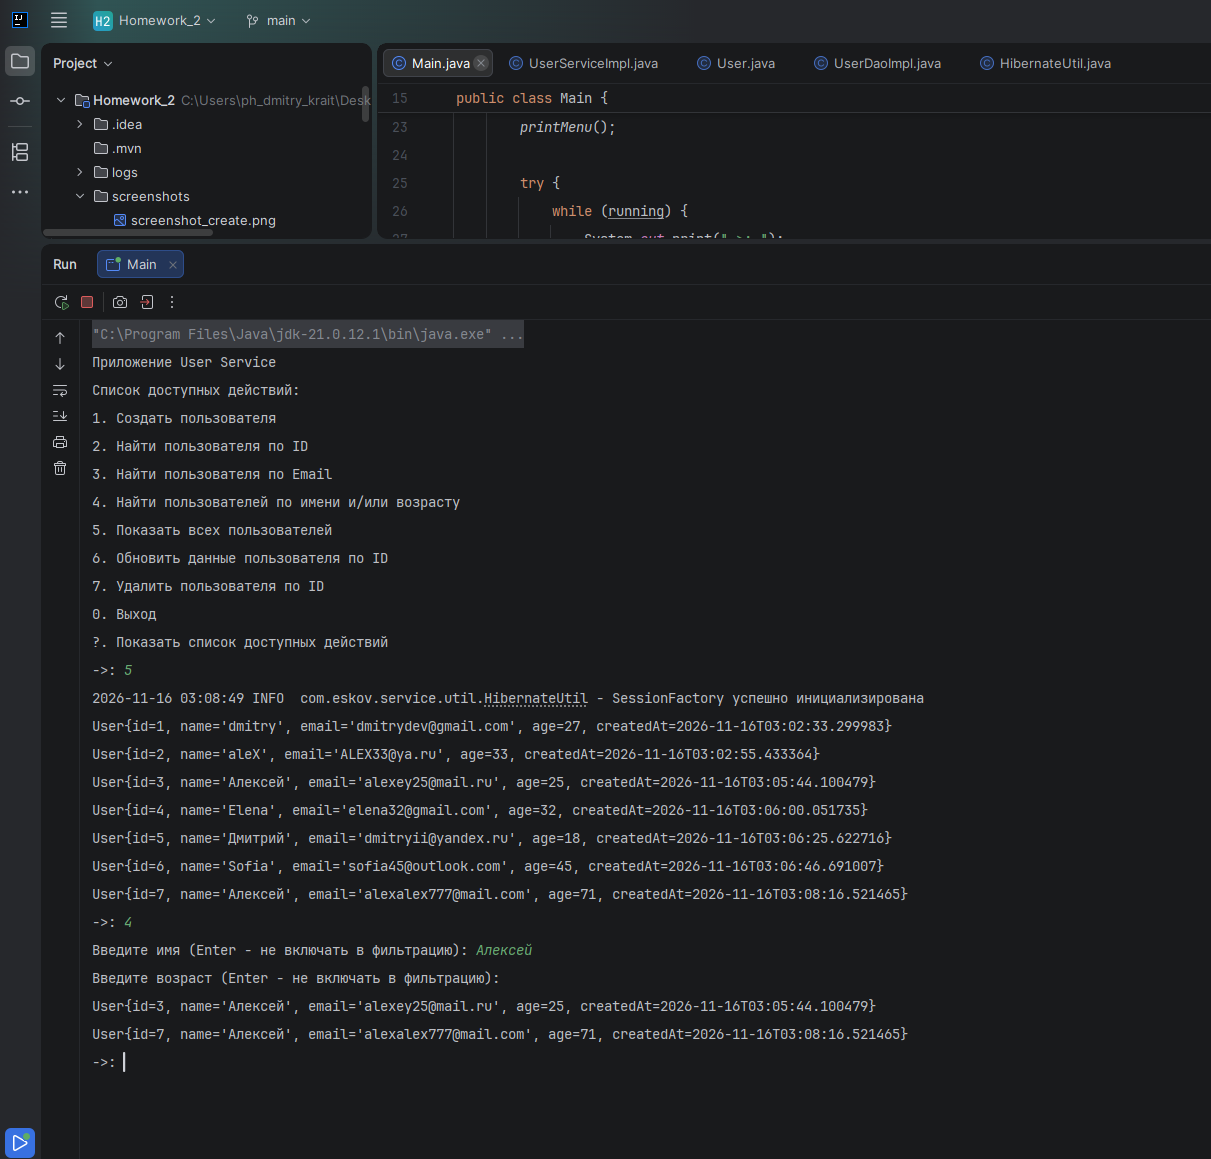 H2 Homework_2 main
Project
Main.java UserServiceImpl.java User.java UserDaoImpl.java HibernateUtil.java
Homework_2 C:\Users\ph_dmitry_krait\Desk
.idea
.mvn
logs
screenshots
screenshot_create.png
15 public class Main {
23 printMenu();
24
25 try {
26 while (running) {
27 System.out.print("->: ");
Run Main
"C:\Program Files\Java\jdk-21.0.12.1\bin\java.exe" ...
Приложение User Service
Список доступных действий:
1. Создать пользователя
2. Найти пользователя по ID
3. Найти пользователя по Email
4. Найти пользователей по имени и/или возрасту
5. Показать всех пользователей
6. Обновить данные пользователя по ID
7. Удалить пользователя по ID
0. Выход
?. Показать список доступных действий
->: 5
2026-11-16 03:08:49 INFO  com.eskov.service.util.HibernateUtil - SessionFactory успешно инициализирована
User{id=1, name='dmitry', email='dmitrydev@gmail.com', age=27, createdAt=2026-11-16T03:02:33.299983}
User{id=2, name='aleX', email='ALEX33@ya.ru', age=33, createdAt=2026-11-16T03:02:55.433364}
User{id=3, name='Алексей', email='alexey25@mail.ru', age=25, createdAt=2026-11-16T03:05:44.100479}
User{id=4, name='Elena', email='elena32@gmail.com', age=32, createdAt=2026-11-16T03:06:00.051735}
User{id=5, name='Дмитрий', email='dmitryii@yandex.ru', age=18, createdAt=2026-11-16T03:06:25.622716}
User{id=6, name='Sofia', email='sofia45@outlook.com', age=45, createdAt=2026-11-16T03:06:46.691007}
User{id=7, name='Алексей', email='alexalex777@mail.com', age=71, createdAt=2026-11-16T03:08:16.521465}
->: 4
Введите имя (Enter - не включать в фильтрацию): Алексей
Введите возраст (Enter - не включать в фильтрацию):
User{id=3, name='Алексей', email='alexey25@mail.ru', age=25, createdAt=2026-11-16T03:05:44.100479}
User{id=7, name='Алексей', email='alexalex777@mail.com', age=71, createdAt=2026-11-16T03:08:16.521465}
->: